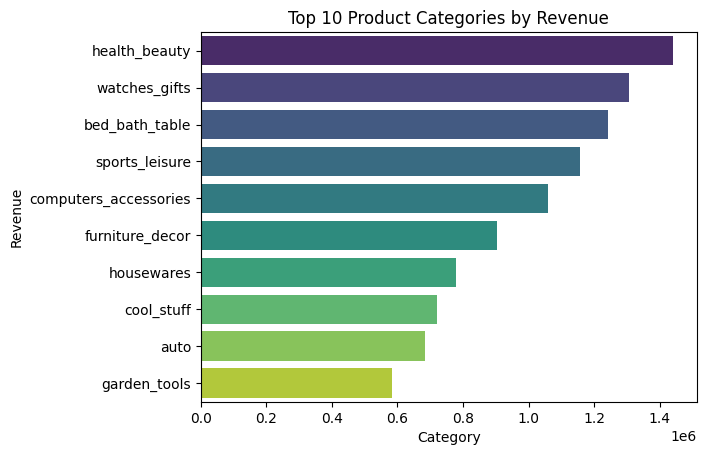 Top 10 Product Categories by Revenue
health_beauty
watches_gifts
bed_bath_table
sports_leisure
computers_accessories
furniture_decor
housewares
cool_stuff
auto
garden_tools
Revenue
0.0 0.2 0.4 0.6 0.8 1.0 1.2 1.4
Category
1e6